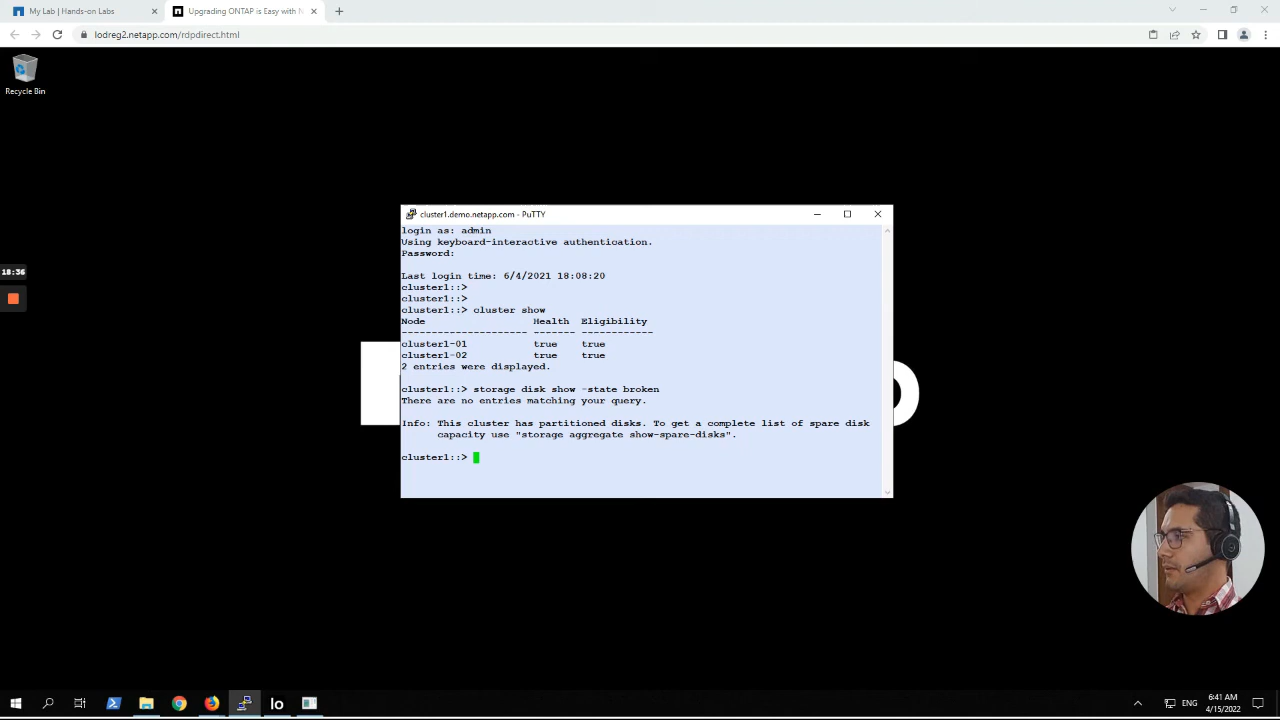 My Lab | Hands-on Labs
Upgrading ONTAP is Easy with N
lodreg2.netapp.com/rdpdirect.html
Recycle Bin
cluster1.demo.netapp.com - PuTTY
login as: admin
Using keyboard-interactive authentication.
Password:
Last login time: 6/4/2021 18:08:20
cluster1::>
cluster1::>
cluster1::> cluster show
Node Health Eligibility
--------------------- ------- ------------
cluster1-01 true true
cluster1-02 true true
2 entries were displayed.
cluster1::> storage disk show -state broken
There are no entries matching your query.
Info: This cluster has partitioned disks. To get a complete list of spare disk
capacity use "storage aggregate show-spare-disks".
cluster1::>
18:36
lo
ENG
6:41 AM
4/15/2022